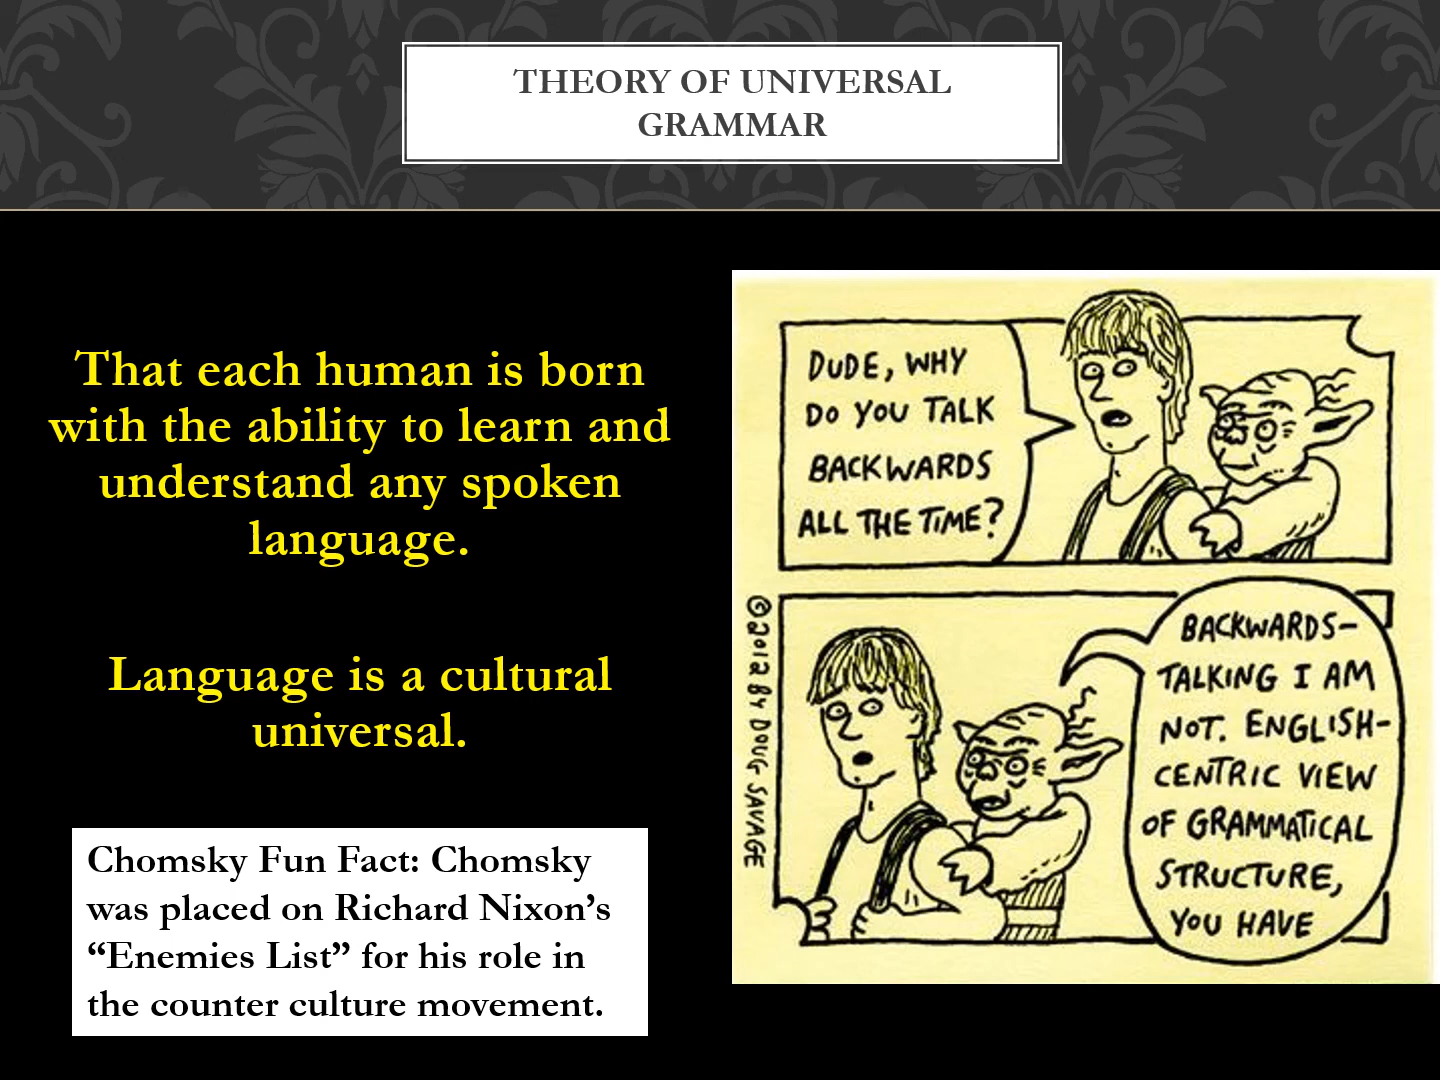 THEORY OF UNIVERSAL
GRAMMAR
That each human is born
with the ability to learn and
understand any spoken
language.
Language is a cultural
universal.
Chomsky Fun Fact: Chomsky
was placed on Richard Nixon’s
“Enemies List” for his role in
the counter culture movement.
DUDE, WHY
DO YOU TALK
BACKWARDS
ALL THE TIME?
BACKWARDS-
TALKING I AM
NOT. ENGLISH-
CENTRIC VIEW
OF GRAMMATICAL
STRUCTURE,
YOU HAVE
©2012 BY DOUG SAVAGE